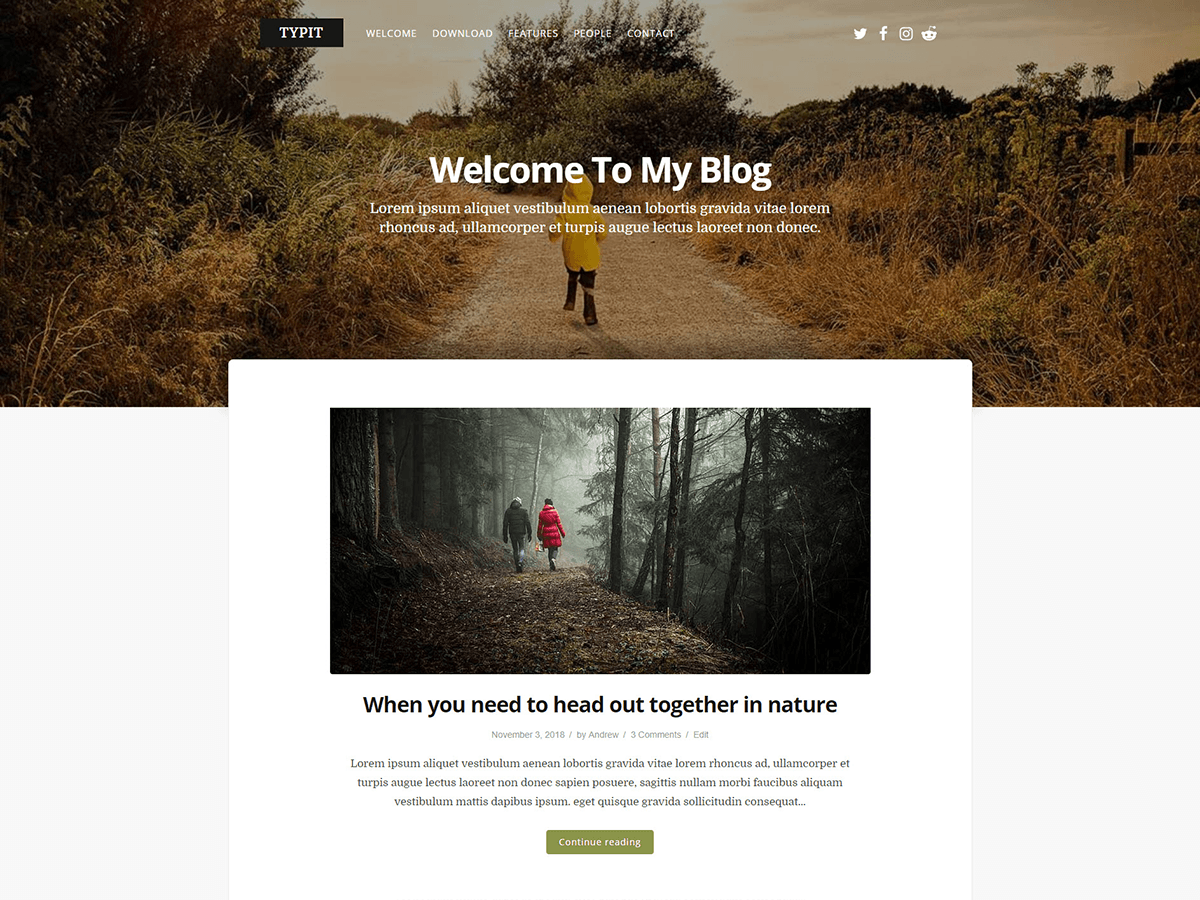 TYPIT
WELCOME DOWNLOAD FEATURES PEOPLE CONTACT
Welcome To My Blog
Lorem ipsum aliquet vestibulum aenean lobortis gravida vitae lorem
rhoncus ad, ullamcorper et turpis augue lectus laoreet non donec.
When you need to head out together in nature
November 3, 2018 / by Andrew / 3 Comments / Edit
Lorem ipsum aliquet vestibulum aenean lobortis gravida vitae lorem rhoncus ad, ullamcorper et
turpis augue lectus laoreet non donec sapien posuere, sagittis nullam morbi faucibus aliquam
vestibulum mattis dapibus ipsum. eget quisque gravida sollicitudin consequat...
Continue reading